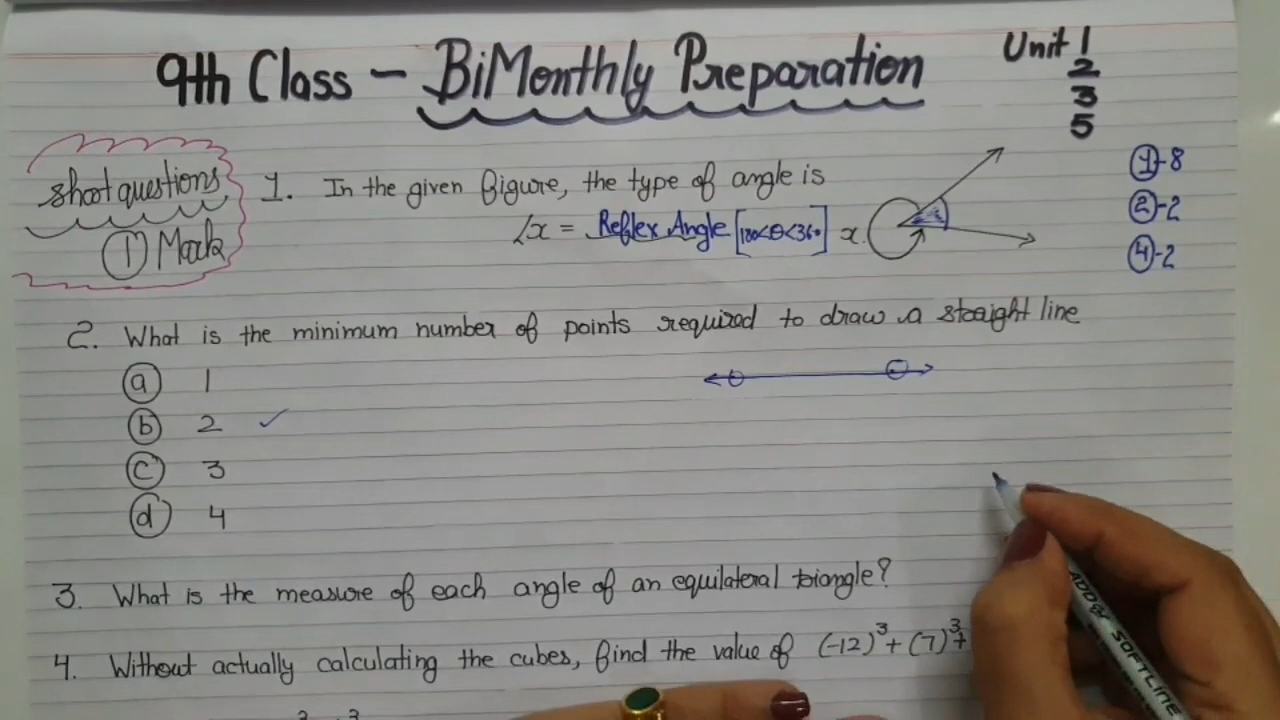 9th Class - BiMonthly Preparation
Unit 1
2
3
5
Short questions
① Mark
1. In the given figure, the type of angle is
∠x = Reflex Angle [180<θ<360] x
①-8
②-2
④-2
2. What is the minimum number of points required to draw a straight line
ⓐ 1
ⓑ 2 ✓
ⓒ 3
ⓓ 4
3. What is the measure of each angle of an equilateral triangle?
4. Without actually calculating the cubes, find the value of (-12)³ + (7)³ +
ADD GEL SOFTLINE